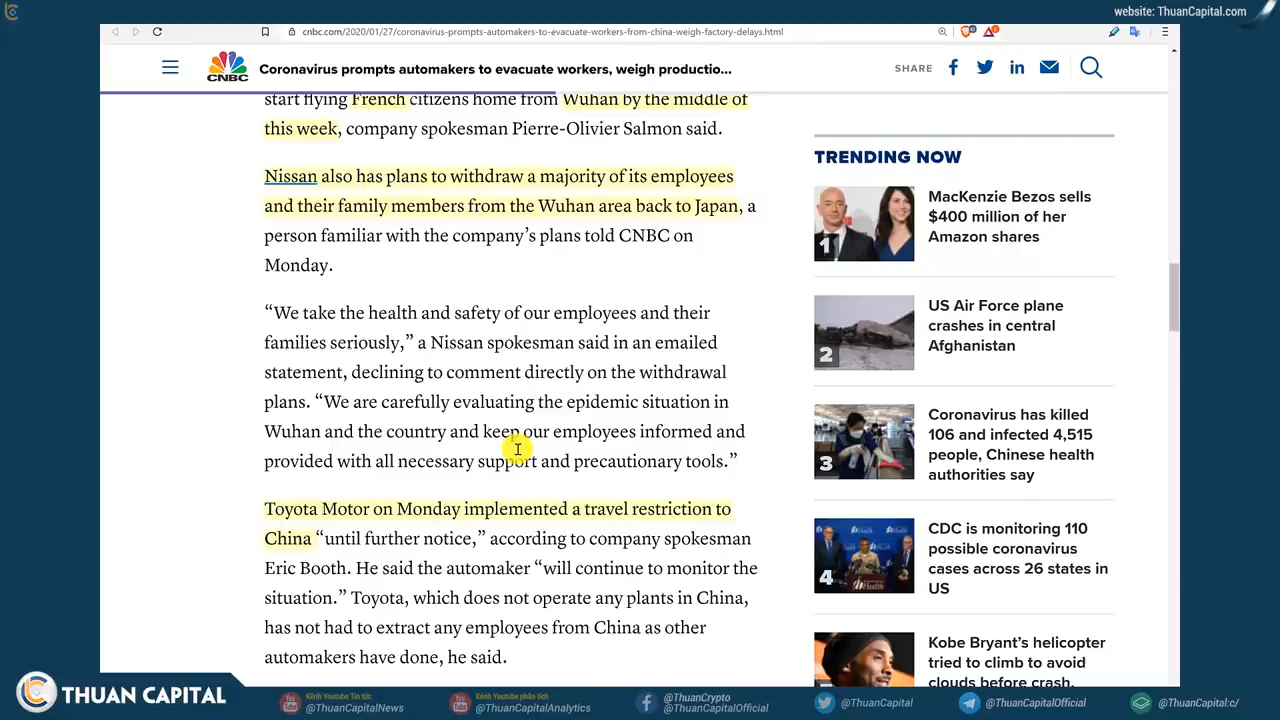 website: ThuanCapital.com
cnbc.com/2020/01/27/coronavirus-prompts-automakers-to-evacuate-workers-from-china-weigh-factory-delays.html
CNBC
Coronavirus prompts automakers to evacuate workers, weigh productio...
SHARE
start flying French citizens home from Wuhan by the middle of
this week, company spokesman Pierre-Olivier Salmon said.
Nissan also has plans to withdraw a majority of its employees
and their family members from the Wuhan area back to Japan, a
person familiar with the company’s plans told CNBC on
Monday.
“We take the health and safety of our employees and their
families seriously,” a Nissan spokesman said in an emailed
statement, declining to comment directly on the withdrawal
plans. “We are carefully evaluating the epidemic situation in
Wuhan and the country and keep our employees informed and
provided with all necessary support and precautionary tools.”
Toyota Motor on Monday implemented a travel restriction to
China “until further notice,” according to company spokesman
Eric Booth. He said the automaker “will continue to monitor the
situation.” Toyota, which does not operate any plants in China,
has not had to extract any employees from China as other
automakers have done, he said.
TRENDING NOW
1
MacKenzie Bezos sells
$400 million of her
Amazon shares
2
US Air Force plane
crashes in central
Afghanistan
3
Coronavirus has killed
106 and infected 4,515
people, Chinese health
authorities say
4
CDC is monitoring 110
possible coronavirus
cases across 26 states in
US
Kobe Bryant’s helicopter
tried to climb to avoid
clouds before crash,
THUAN CAPITAL
Kênh Youtube Tin tức
@ThuanCapitalNews
Kênh Youtube phân tích
@ThuanCapitalAnalytics
@ThuanCrypto
@ThuanCapitalOfficial
@ThuanCapital
@ThuanCapitalOfficial
@ThuanCapital:c/